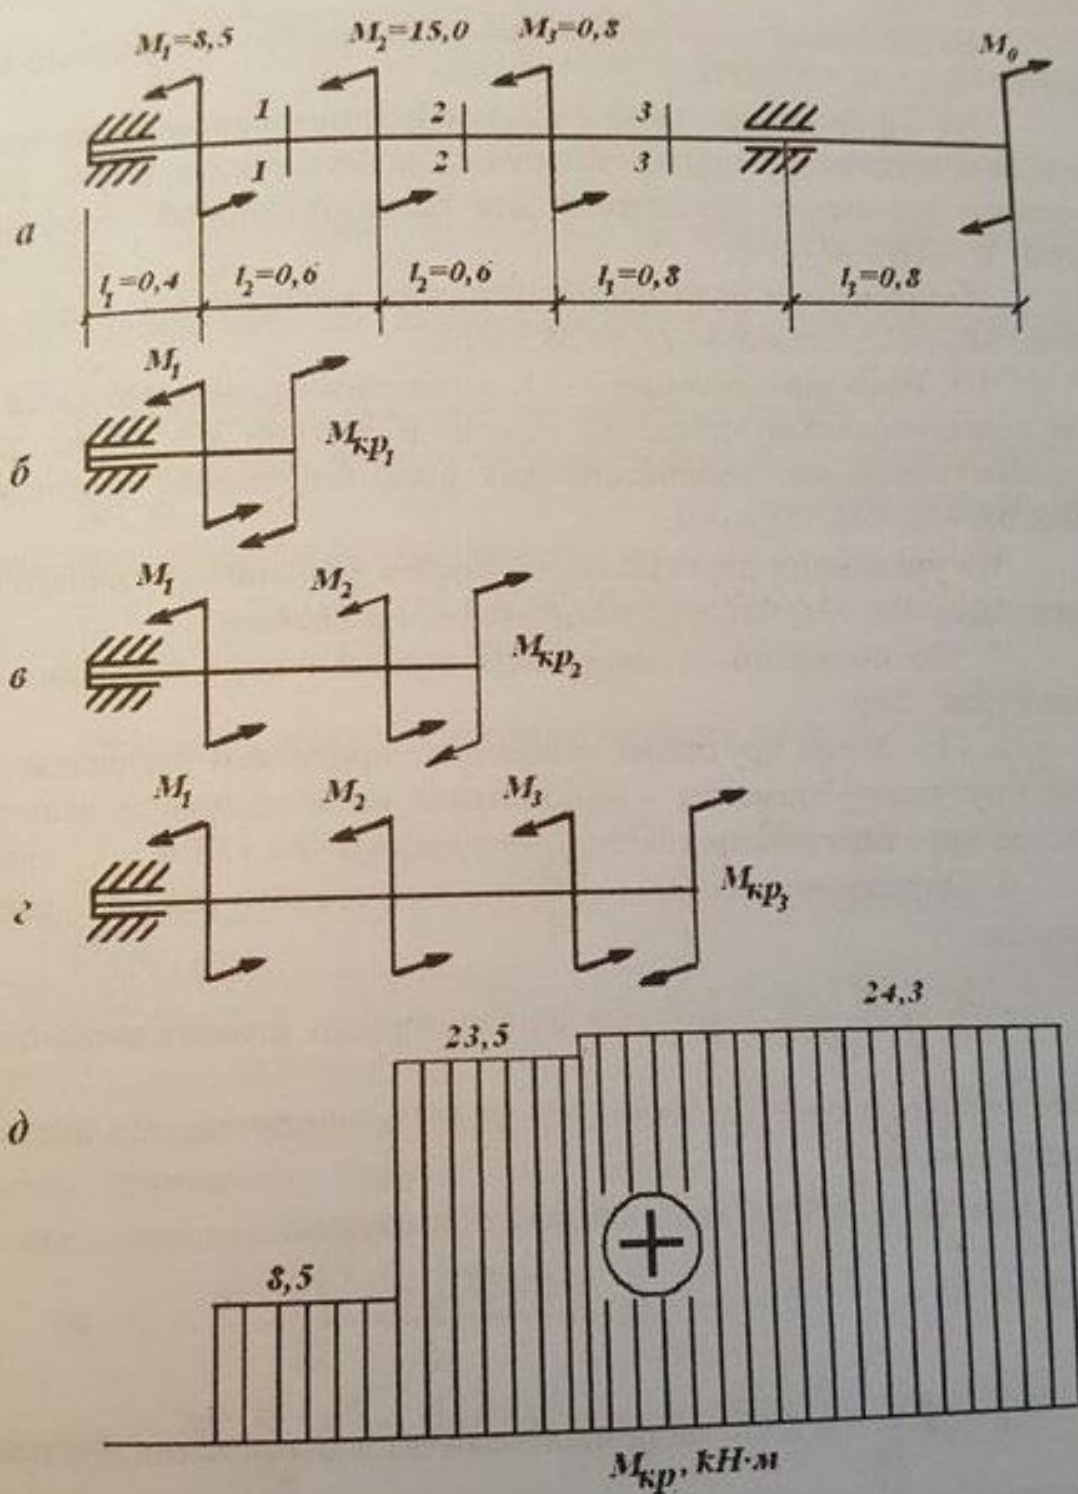 M₁=8,5 M₂=15,0 M₃=0,8 M₀
1 2 3
1 2 3
а
l₁=0,4 l₂=0,6 l₂=0,6 l₃=0,8 l₃=0,8
M₁
Mкр₁
б
M₁ M₂
Mкр₂
в
M₁ M₂ M₃
Mкр₃
г
24,3
23,5
д
8,5
Mкр, кН·м